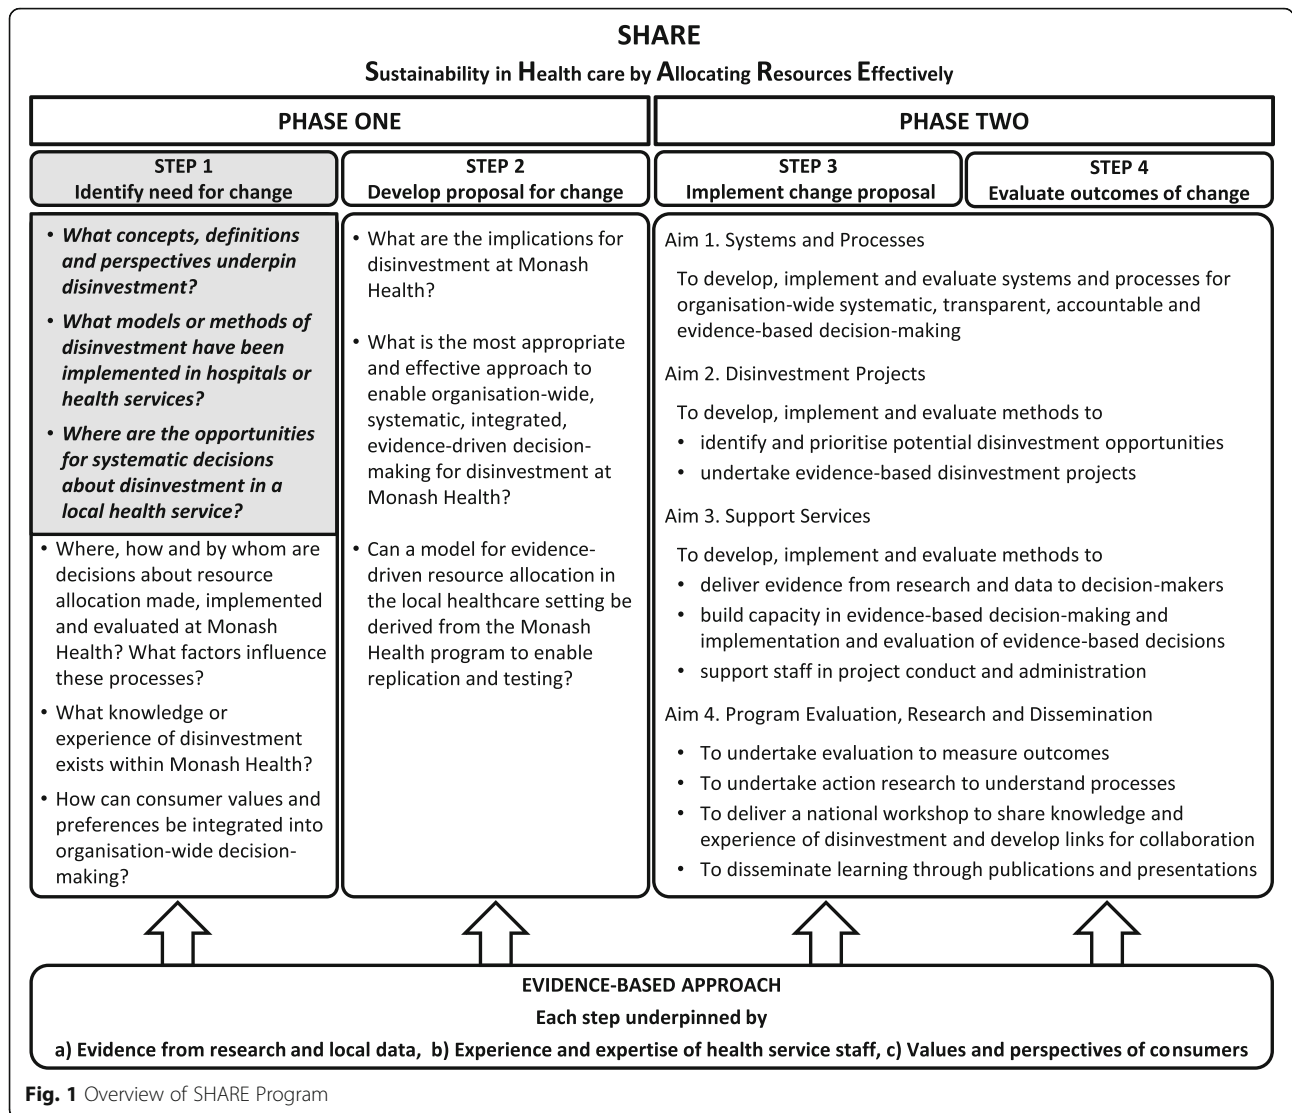 SHARE
Sustainability in Health care by Allocating Resources Effectively
PHASE ONE
PHASE TWO
STEP 1
Identify need for change
STEP 2
Develop proposal for change
STEP 3
Implement change proposal
STEP 4
Evaluate outcomes of change
• What concepts, definitions
and perspectives underpin
disinvestment?
• What models or methods of
disinvestment have been
implemented in hospitals or
health services?
• Where are the opportunities
for systematic decisions
about disinvestment in a
local health service?
• Where, how and by whom are
decisions about resource
allocation made, implemented
and evaluated at Monash
Health? What factors influence
these processes?
• What knowledge or
experience of disinvestment
exists within Monash Health?
• How can consumer values and
preferences be integrated into
organisation-wide decision-
making?
• What are the implications for
disinvestment at Monash
Health?
• What is the most appropriate
and effective approach to
enable organisation-wide,
systematic, integrated,
evidence-driven decision-
making for disinvestment at
Monash Health?
• Can a model for evidence-
driven resource allocation in
the local healthcare setting be
derived from the Monash
Health program to enable
replication and testing?
Aim 1. Systems and Processes
To develop, implement and evaluate systems and processes for
organisation-wide systematic, transparent, accountable and
evidence-based decision-making
Aim 2. Disinvestment Projects
To develop, implement and evaluate methods to
• identify and prioritise potential disinvestment opportunities
• undertake evidence-based disinvestment projects
Aim 3. Support Services
To develop, implement and evaluate methods to
• deliver evidence from research and data to decision-makers
• build capacity in evidence-based decision-making and
implementation and evaluation of evidence-based decisions
• support staff in project conduct and administration
Aim 4. Program Evaluation, Research and Dissemination
• To undertake evaluation to measure outcomes
• To undertake action research to understand processes
• To deliver a national workshop to share knowledge and
experience of disinvestment and develop links for collaboration
• To disseminate learning through publications and presentations
EVIDENCE-BASED APPROACH
Each step underpinned by
a) Evidence from research and local data, b) Experience and expertise of health service staff, c) Values and perspectives of consumers
Fig. 1 Overview of SHARE Program